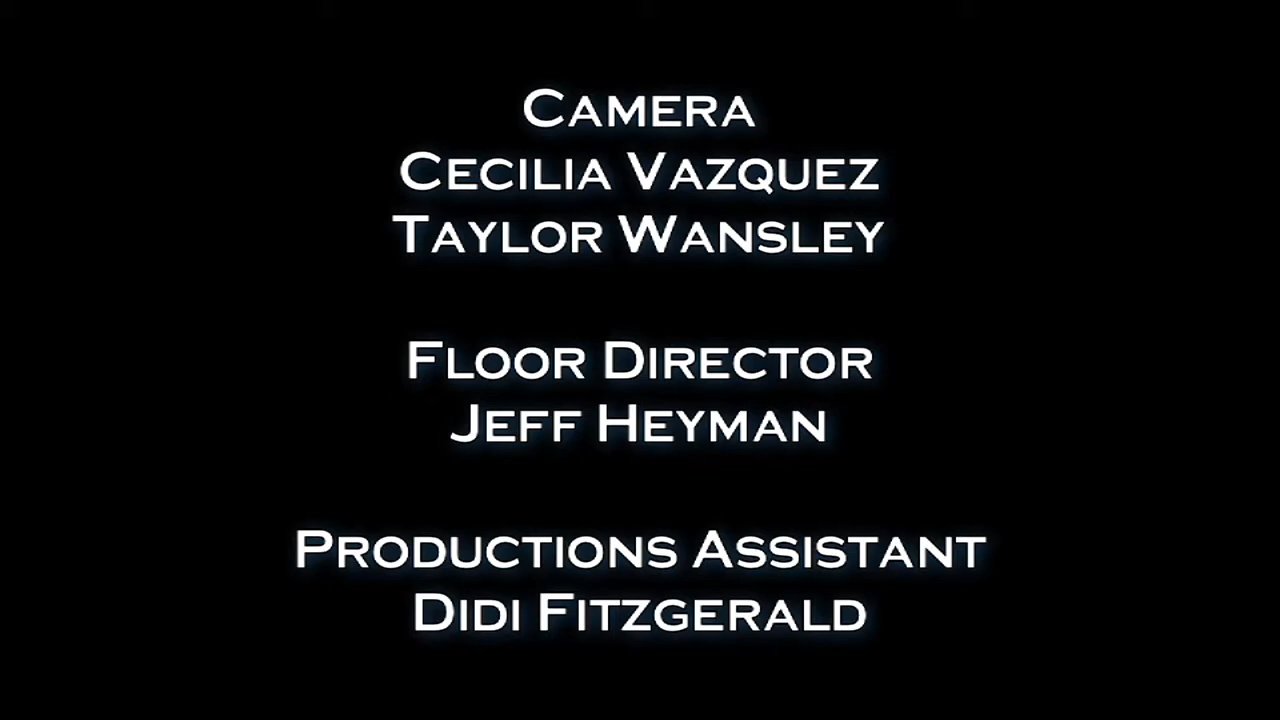 Camera
Cecilia Vazquez
Taylor Wansley
Floor Director
Jeff Heyman
Productions Assistant
Didi Fitzgerald